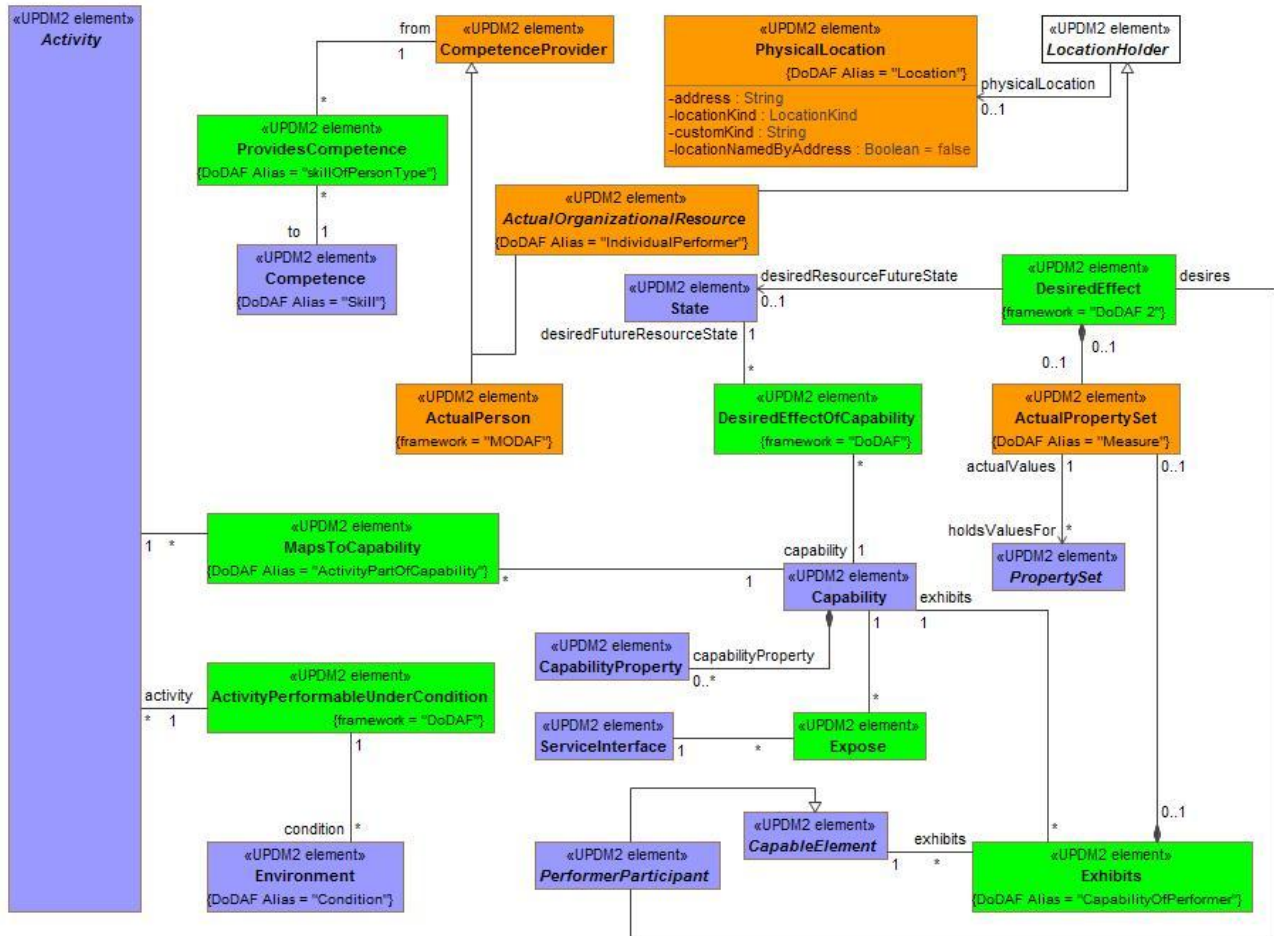 «UPDM2 element»
Activity
from
1
«UPDM2 element»
CompetenceProvider
«UPDM2 element»
PhysicalLocation
{DoDAF Alias = "Location"}
-address : String
-locationKind : LocationKind
-customKind : String
-locationNamedByAddress : Boolean = false
«UPDM2 element»
LocationHolder
physicalLocation
0..1
*
«UPDM2 element»
ProvidesCompetence
{DoDAF Alias = "skillOfPersonType"}
*
to 1
«UPDM2 element»
Competence
{DoDAF Alias = "Skill"}
«UPDM2 element»
ActualOrganizationalResource
{DoDAF Alias = "IndividualPerformer"}
«UPDM2 element»
State
desiredResourceFutureState
0..1
«UPDM2 element»
DesiredEffect
{framework = "DoDAF 2"}
desires
desiredFutureResourceState 1
*
0..1
0..1
«UPDM2 element»
ActualPerson
{framework = "MODAF"}
«UPDM2 element»
DesiredEffectOfCapability
{framework = "DoDAF"}
«UPDM2 element»
ActualPropertySet
{DoDAF Alias = "Measure"}
*
actualValues 1
0..1
holdsValuesFor *
«UPDM2 element»
PropertySet
1 *
«UPDM2 element»
MapsToCapability
{DoDAF Alias = "ActivityPartOfCapability"}
*
1
capability 1
«UPDM2 element»
Capability
exhibits
1
1
«UPDM2 element»
CapabilityProperty
capabilityProperty
0..*
*
activity
* 1
«UPDM2 element»
ActivityPerformableUnderCondition
{framework = "DoDAF"}
1
«UPDM2 element»
ServiceInterface
1 *
«UPDM2 element»
Expose
condition *
«UPDM2 element»
Environment
{DoDAF Alias = "Condition"}
«UPDM2 element»
PerformerParticipant
«UPDM2 element»
CapableElement
exhibits
1 *
*
0..1
«UPDM2 element»
Exhibits
{DoDAF Alias = "CapabilityOfPerformer"}